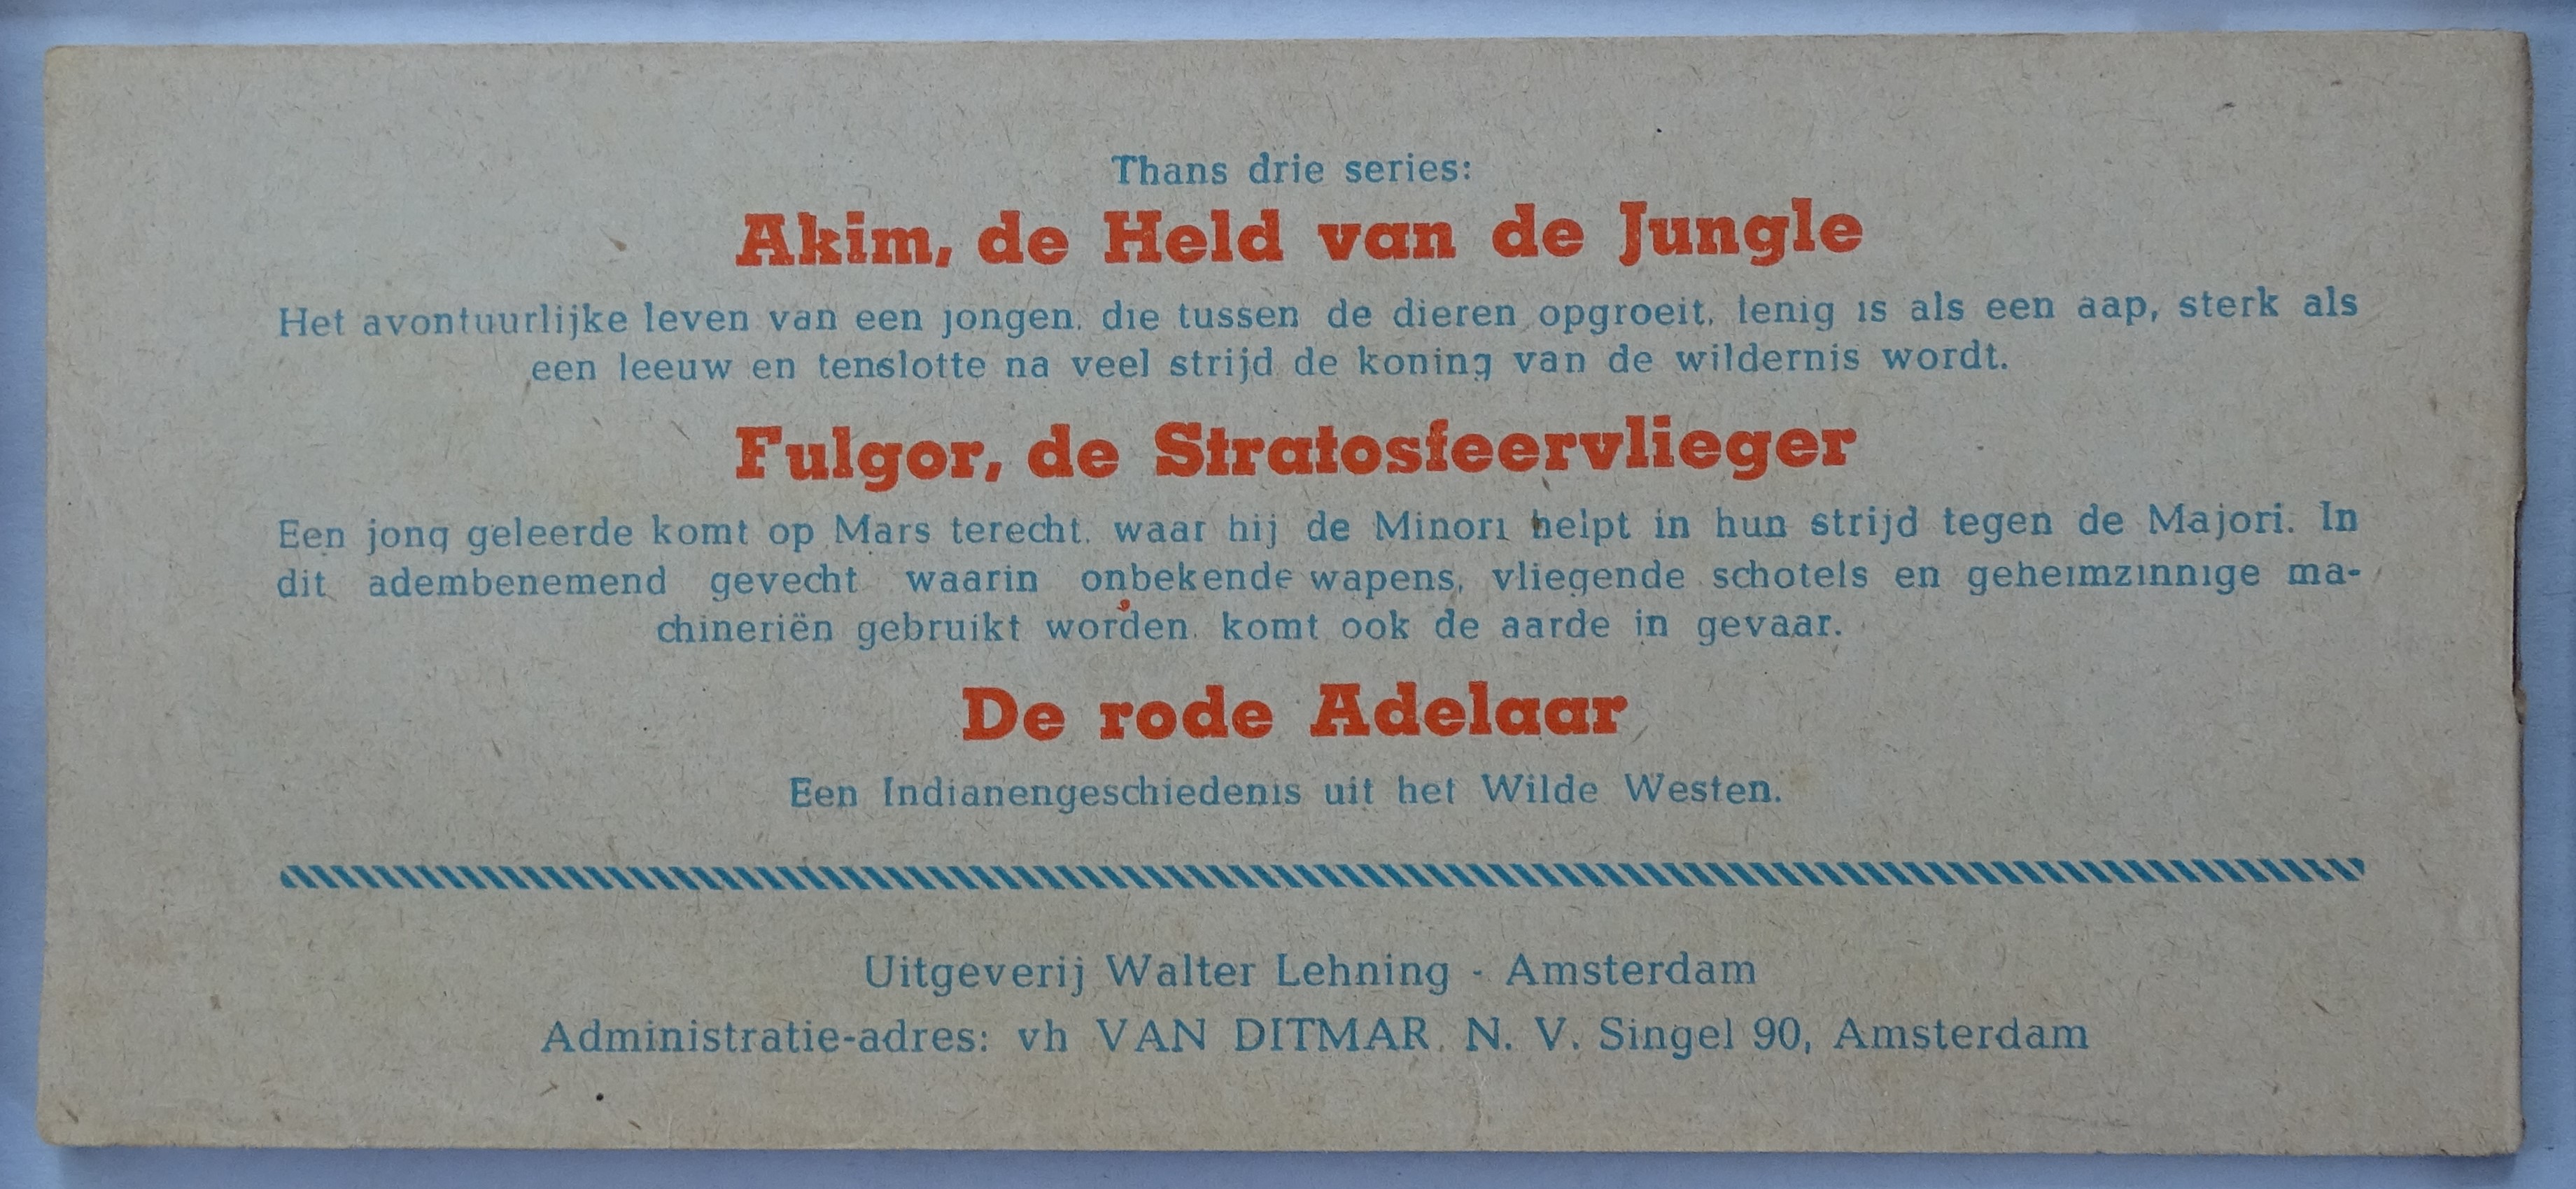 Thans drie series:
Akim, de Held van de Jungle
Het avontuurlijke leven van een jongen, die tussen de dieren opgroeit, lenig is als een aap, sterk als
een leeuw en tenslotte na veel strijd de koning van de wildernis wordt.
Fulgor, de Stratosfeervlieger
Een jong geleerde komt op Mars terecht, waar hij de Minori helpt in hun strijd tegen de Majori. In
dit adembenemend gevecht waarin onbekende wapens, vliegende schotels en geheimzinnige ma-
chineriën gebruikt worden, komt ook de aarde in gevaar.
De rode Adelaar
Een Indianengeschiedenis uit het Wilde Westen.
Uitgeverij Walter Lehning - Amsterdam
Administratie-adres: vh VAN DITMAR, N. V. Singel 90, Amsterdam